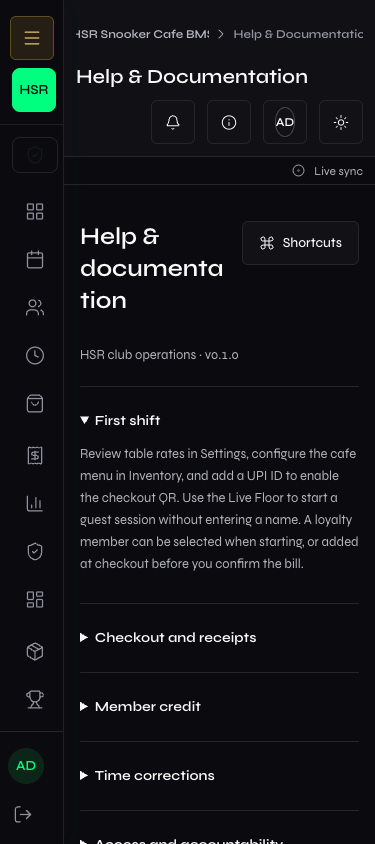 HSR Snooker Cafe BMS > Help & Documentatic
HSR
Help & Documentation
AD
Live sync
Help &
documenta
tion
Shortcuts
HSR club operations · v0.1.0
First shift
Review table rates in Settings, configure the cafe
menu in Inventory, and add a UPI ID to enable
the checkout QR. Use the Live Floor to start a
guest session without entering a name. A loyalty
member can be selected when starting, or added
at checkout before you confirm the bill.
Checkout and receipts
Member credit
Time corrections
AD
Access and accountability